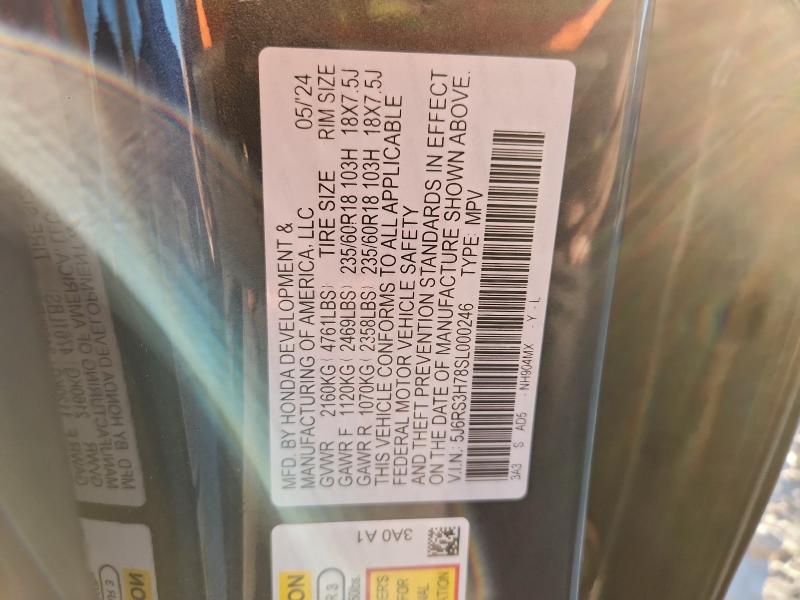 MFD. BY HONDA DEVELOPMENT &
MANUFACTURING OF AMERICA, LLC 05/'24
GVWR 2160KG( 4761LBS) TIRE SIZE RIM SIZE
GAWR F 1120KG( 2469LBS) 235/60R18 103H 18X7.5J
GAWR R 1070KG( 2358LBS) 235/60R18 103H 18X7.5J
THIS VEHICLE CONFORMS TO ALL APPLICABLE
FEDERAL MOTOR VEHICLE SAFETY
AND THEFT PREVENTION STANDARDS IN EFFECT
ON THE DATE OF MANUFACTURE SHOWN ABOVE.
V.I.N.: 5J6RS3H78SL000246 TYPE: MPV
3A3 S AD5 - NH904MX - Y - L
3A0 A1